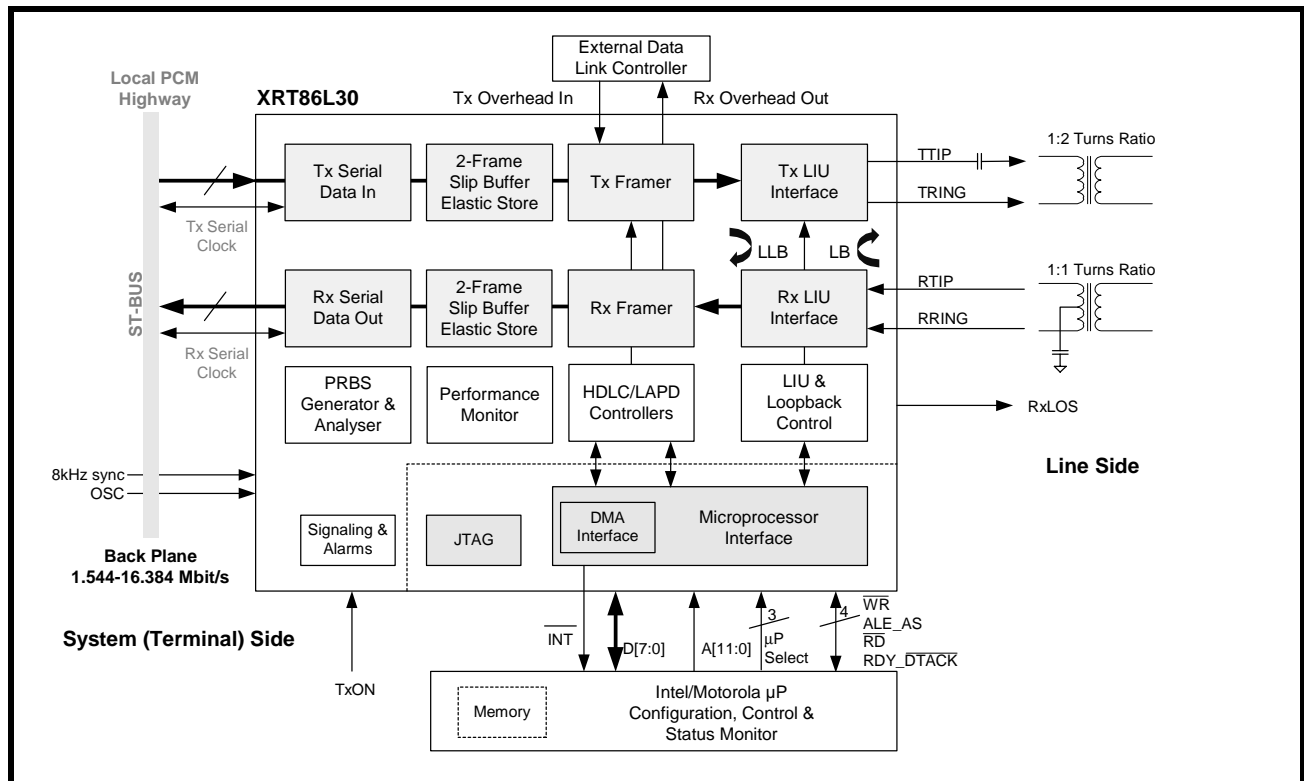 External Data
Link Controller
Local PCM
Highway
XRT86L30
Tx Overhead In
Rx Overhead Out
Tx Serial
Data In
2-Frame
Slip Buffer
Elastic Store
Tx Framer
Tx LIU
Interface
TTIP
TRING
1:2 Turns Ratio
Tx Serial
Clock
LLB
LB
ST-BUS
Rx Serial
Data Out
2-Frame
Slip Buffer
Elastic Store
Rx Framer
Rx LIU
Interface
RTIP
RRING
1:1 Turns Ratio
Rx Serial
Clock
PRBS
Generator &
Analyser
Performance
Monitor
HDLC/LAPD
Controllers
LIU &
Loopback
Control
RxLOS
Line Side
8kHz sync
OSC
Signaling &
Alarms
JTAG
DMA
Interface
Microprocessor
Interface
Back Plane
1.544-16.384 Mbit/s
System (Terminal) Side
TxON
INT
D[7:0]
A[11:0]
3
µP
Select
4
WR
ALE_AS
RD
RDY_DTACK
Memory
Intel/Motorola µP
Configuration, Control &
Status Monitor